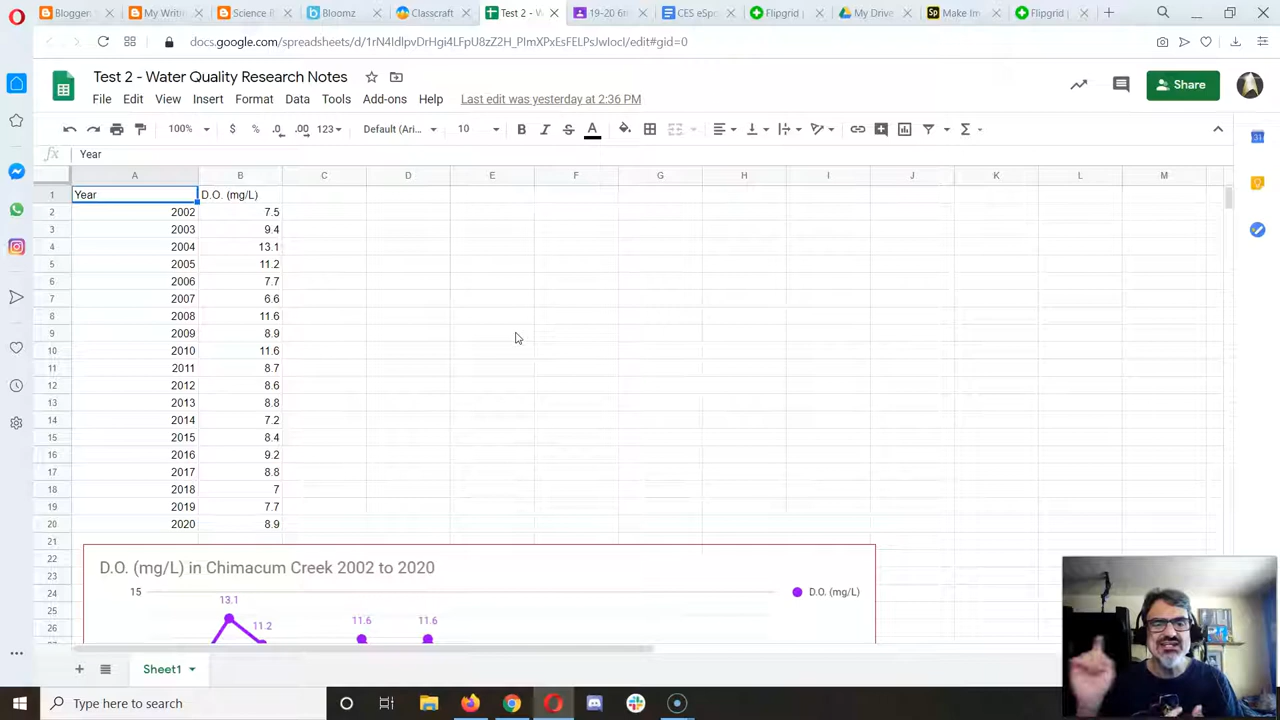 Blogger My Writi Science i Bloomz Classcraft Test 2 - W 19-20 6th CES eSpo Flipgrid My Drive Make Im Flipgrid
docs.google.com/spreadsheets/d/
/edit#gid=0
Test 2 - Water Quality Research Notes
Share
File Edit View Insert Format Data Tools Add-ons Help Last edit was yesterday at 2:36 PM
100% $ % .0 .00 123 Default (Ari... 10 B I S A
fx Year
A B C D E F G H I J K L M
1 Year D.O. (mg/L)
2 2002 7.5
3 2003 9.4
4 2004 13.1
5 2005 11.2
6 2006 7.7
7 2007 6.6
8 2008 11.6
9 2009 8.9
10 2010 11.6
11 2011 8.7
12 2012 8.6
13 2013 8.8
14 2014 7.2
15 2015 8.4
16 2016 9.2
17 2017 8.8
18 2018 7
19 2019 7.7
20 2020 8.9
21
22
23 D.O. (mg/L) in Chimacum Creek 2002 to 2020
24 15 D.O. (mg/L)
25 13.1
26 11.2 11.6 11.6
Sheet1
Type here to search